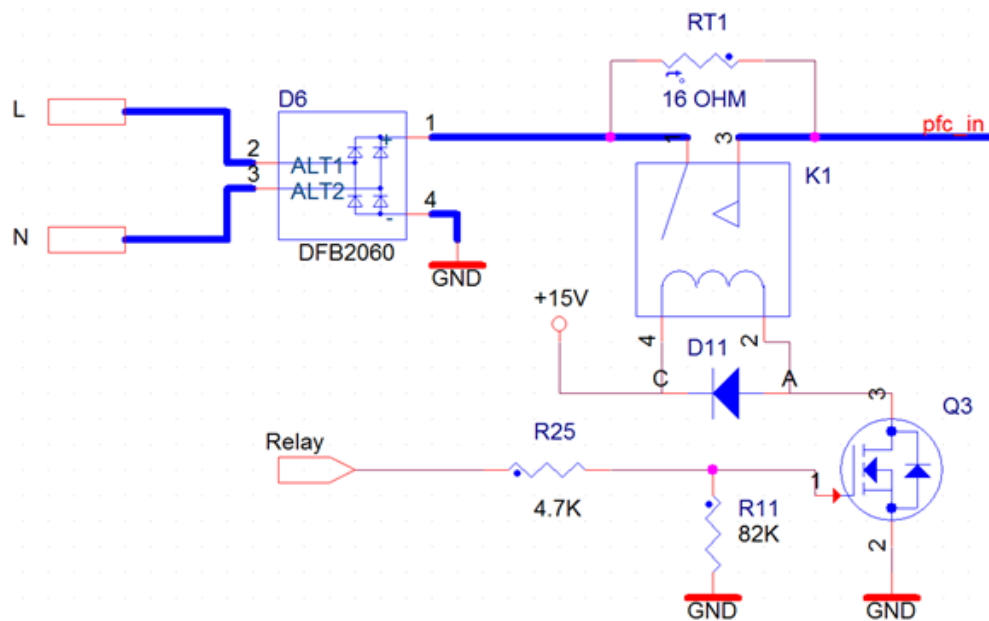 RT1
16 OHM
L
D6
1
1
3
pfc_in
2
ALT1
+
K1
3
ALT2
4
-
N
DFB2060
GND
+15V
4
2
D11
C
A
3
Q3
R25
Relay
1
4.7K
R11
82K
2
GND
GND